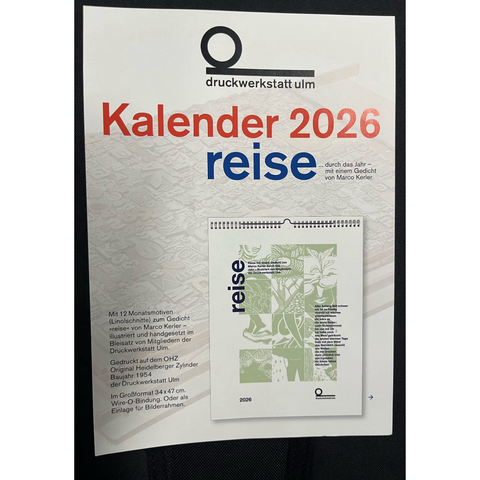 druckwerkstatt ulm
Kalender 2026
reise
... durch das Jahr –
mit einem Gedicht
von Marco Kerler
reise
Mit 12 Monatsmotiven
(Linolschnitte) zum Gedicht
»reise« von Marco Kerler –
illustriert und handgesetzt im
Bleisatz von Mitgliedern der
Druckwerkstatt Ulm.
Gedruckt auf dem OHZ
Original Heidelberger Zylinder
Baujahr 1954
der Druckwerkstatt Ulm
Im Großformat 34 x 47 cm.
Wire-O-Bindung. Oder als
Einlage für Bilderrahmen.
2026